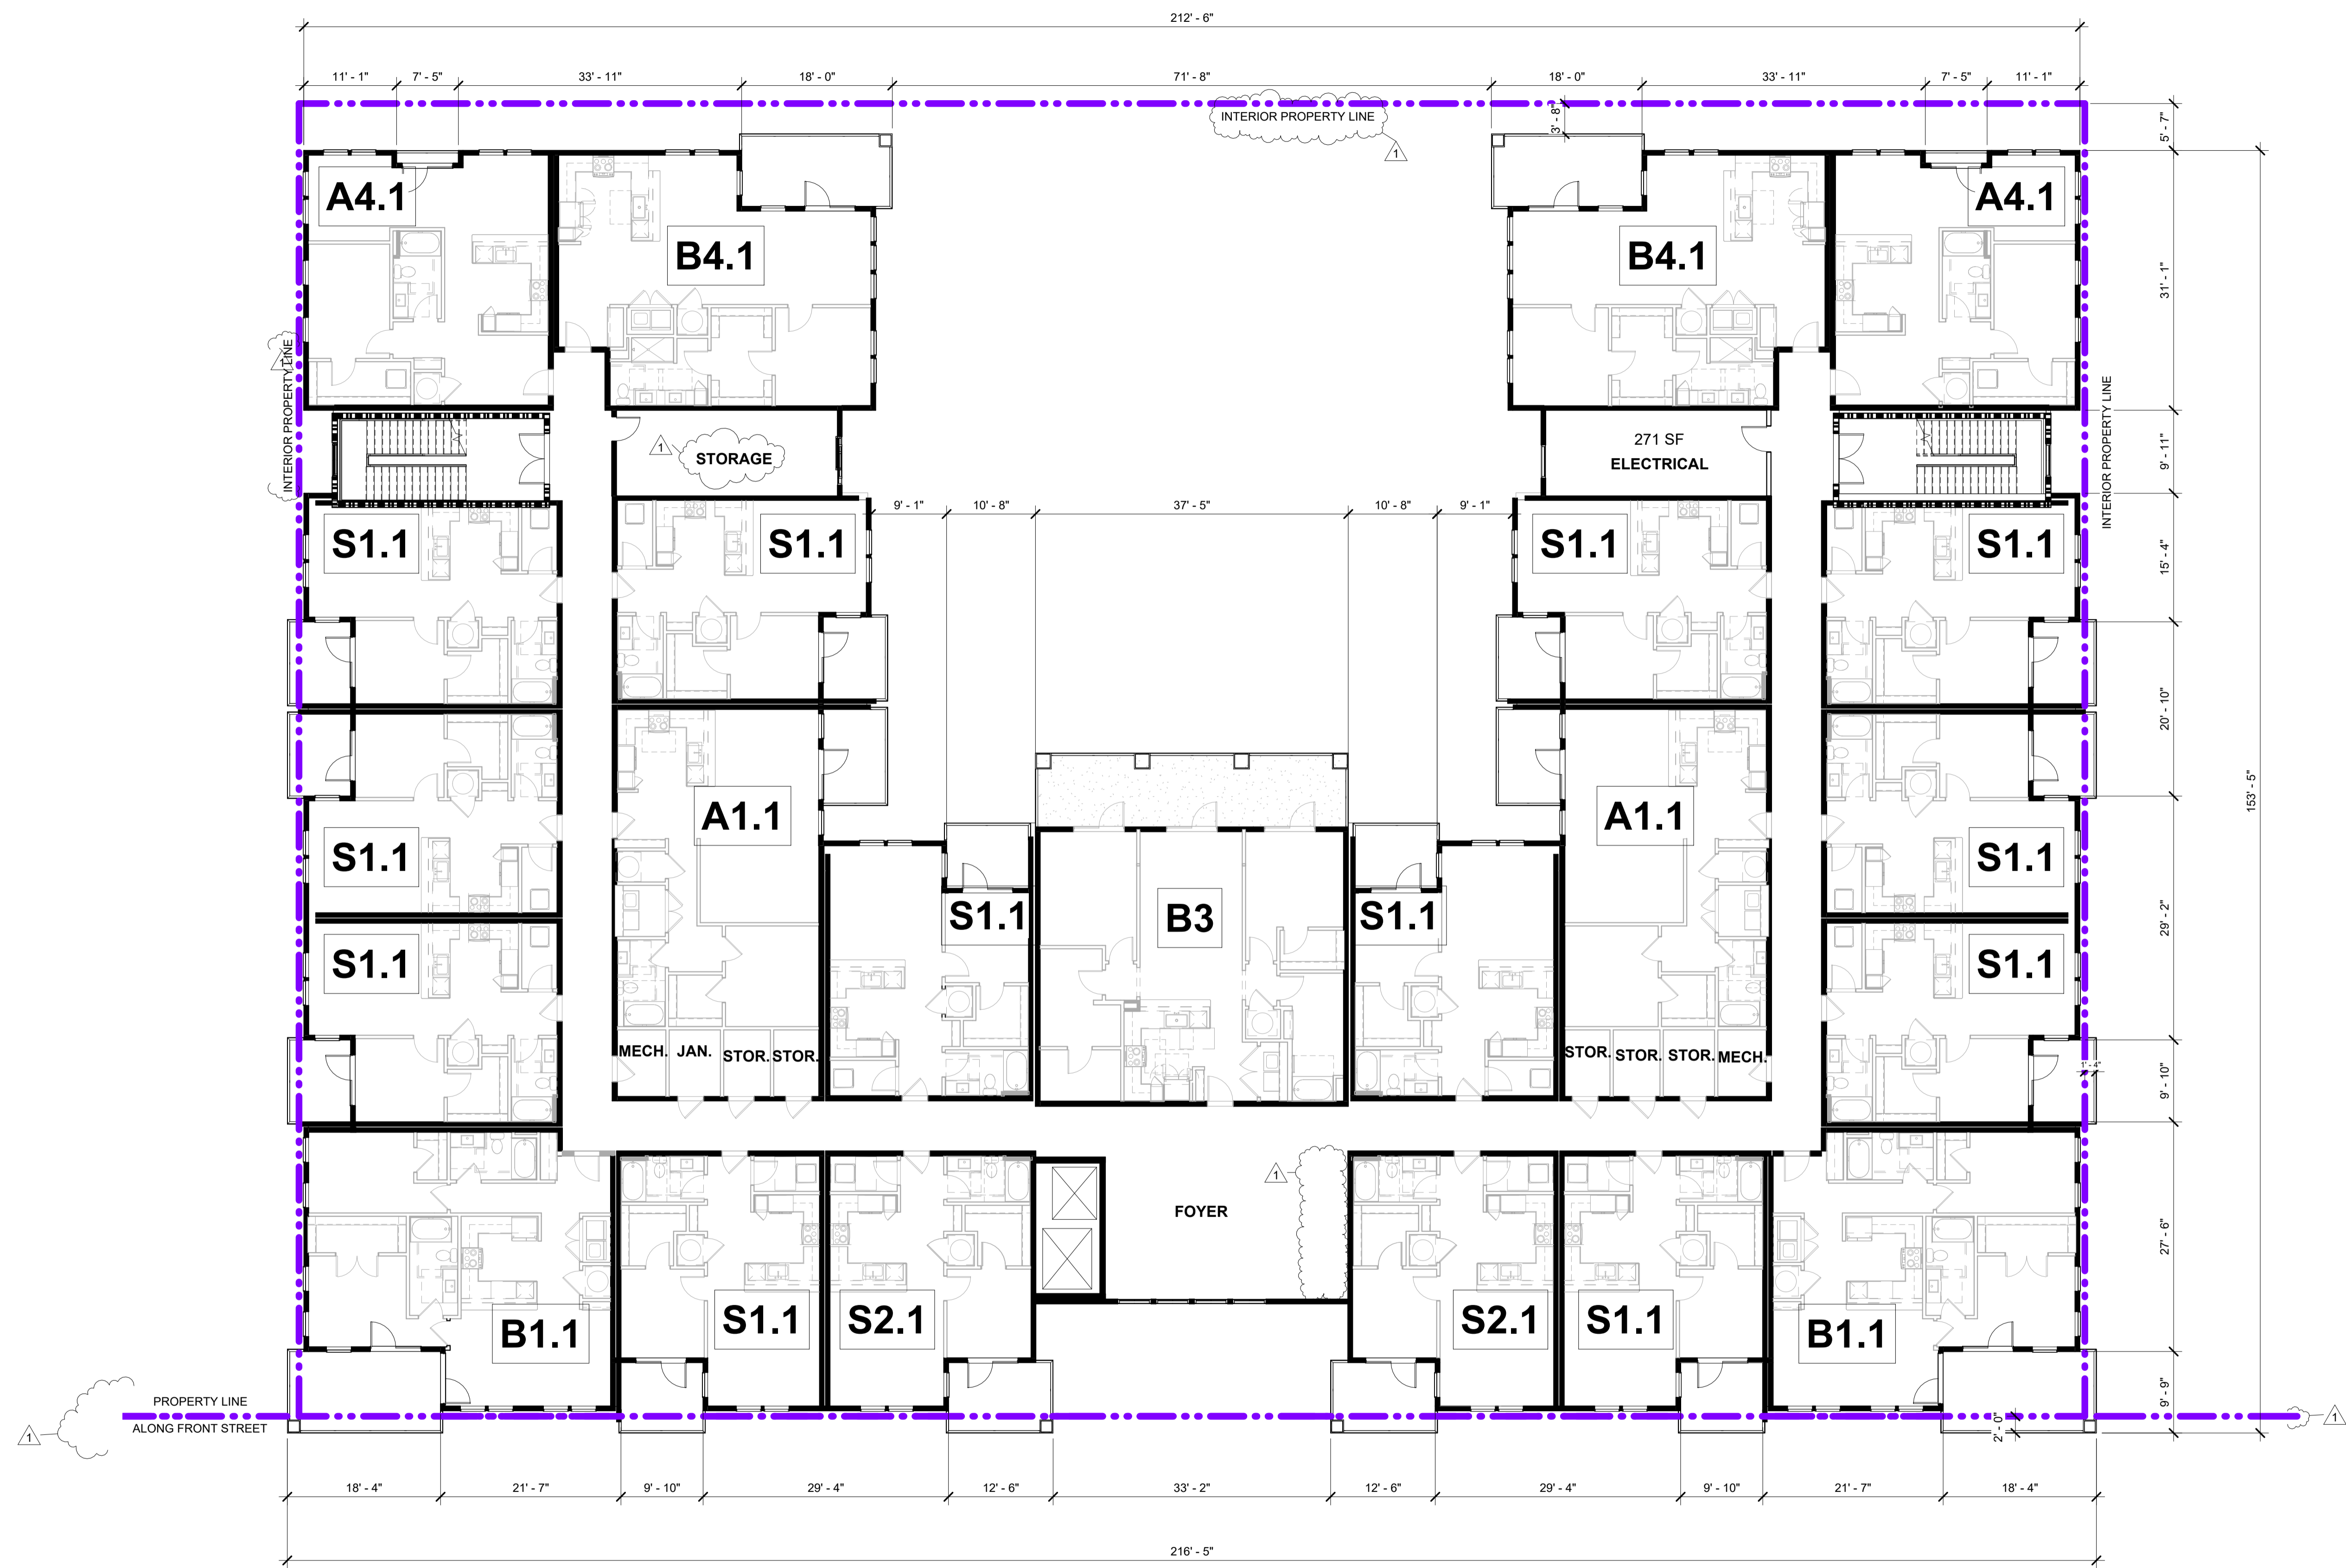 212' - 6"
11' - 1"
7' - 5"
33' - 11"
18' - 0"
71' - 8"
18' - 0"
33' - 11"
7' - 5"
11' - 1"
INTERIOR PROPERTY LINE
1
3' - 8"
5' - 7"
A4.1
B4.1
B4.1
A4.1
31' - 1"
1
INTERIOR PROPERTY LINE
INTERIOR PROPERTY LINE
1
STORAGE
271 SF
ELECTRICAL
9' - 11"
9' - 1"
10' - 8"
37' - 5"
10' - 8"
9' - 1"
S1.1
S1.1
S1.1
S1.1
15' - 4"
20' - 10"
153' - 5"
A1.1
A1.1
S1.1
S1.1
S1.1
B3
S1.1
29' - 2"
S1.1
S1.1
MECH.
JAN.
STOR.
STOR.
STOR.
STOR.
STOR.
MECH.
1' - 4"
9' - 10"
1
FOYER
27' - 6"
B1.1
S1.1
S2.1
S2.1
S1.1
B1.1
9' - 9"
2' - 0"
PROPERTY LINE
ALONG FRONT STREET
1
1
18' - 4"
21' - 7"
9' - 10"
29' - 4"
12' - 6"
33' - 2"
12' - 6"
29' - 4"
9' - 10"
21' - 7"
18' - 4"
216' - 5"